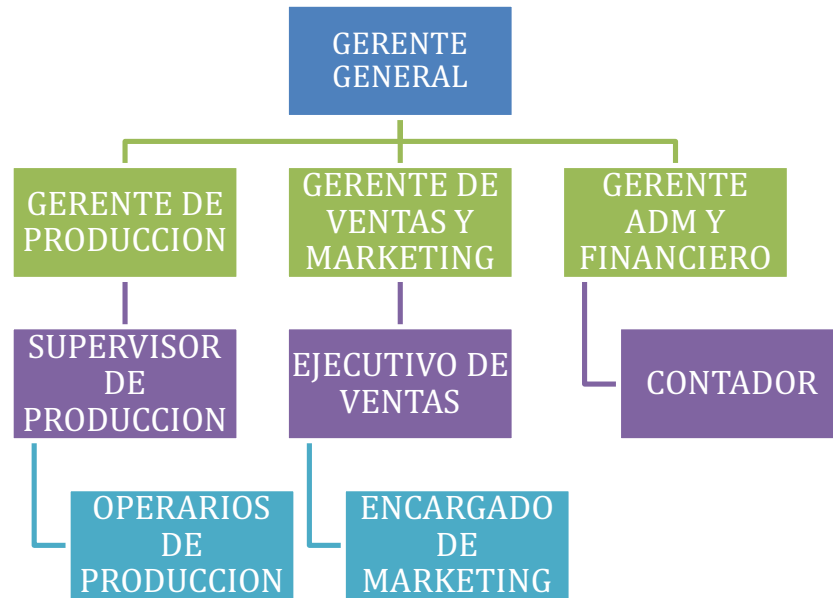 GERENTE
GENERAL
GERENTE DE
PRODUCCION
GERENTE DE
VENTAS Y
MARKETING
GERENTE
ADM Y
FINANCIERO
SUPERVISOR
DE
PRODUCCION
EJECUTIVO DE
VENTAS
CONTADOR
OPERARIOS
DE
PRODUCCION
ENCARGADO
DE
MARKETING